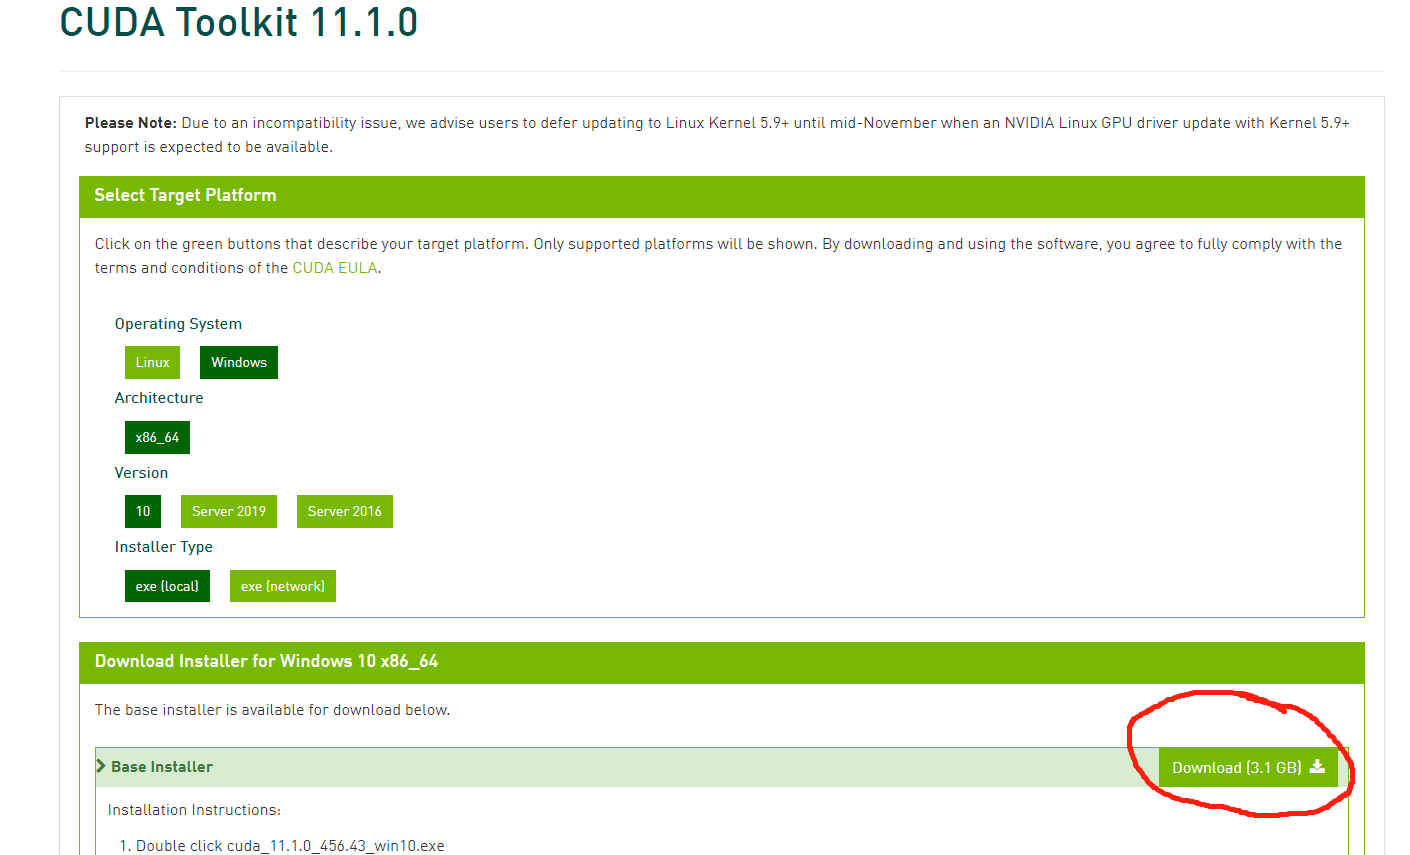 CUDA Toolkit 11.1.0
Please Note: Due to an incompatibility issue, we advise users to defer updating to Linux Kernel 5.9+ until mid-November when an NVIDIA Linux GPU driver update with Kernel 5.9+
support is expected to be available.
Select Target Platform
Click on the green buttons that describe your target platform. Only supported platforms will be shown. By downloading and using the software, you agree to fully comply with the
terms and conditions of the CUDA EULA.
Operating System
Linux Windows
Architecture
x86_64
Version
10 Server 2019 Server 2016
Installer Type
exe (local) exe (network)
Download Installer for Windows 10 x86_64
The base installer is available for download below.
Base Installer Download (3.1 GB)
Installation Instructions:
1. Double click cuda_11.1.0_456.43_win10.exe